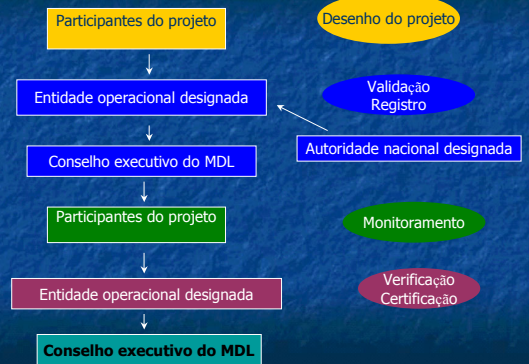 Participantes do projeto
Desenho do projeto
Entidade operacional designada
Validação
Registro
Autoridade nacional designada
Conselho executivo do MDL
Participantes do projeto
Monitoramento
Entidade operacional designada
Verificação
Certificação
Conselho executivo do MDL